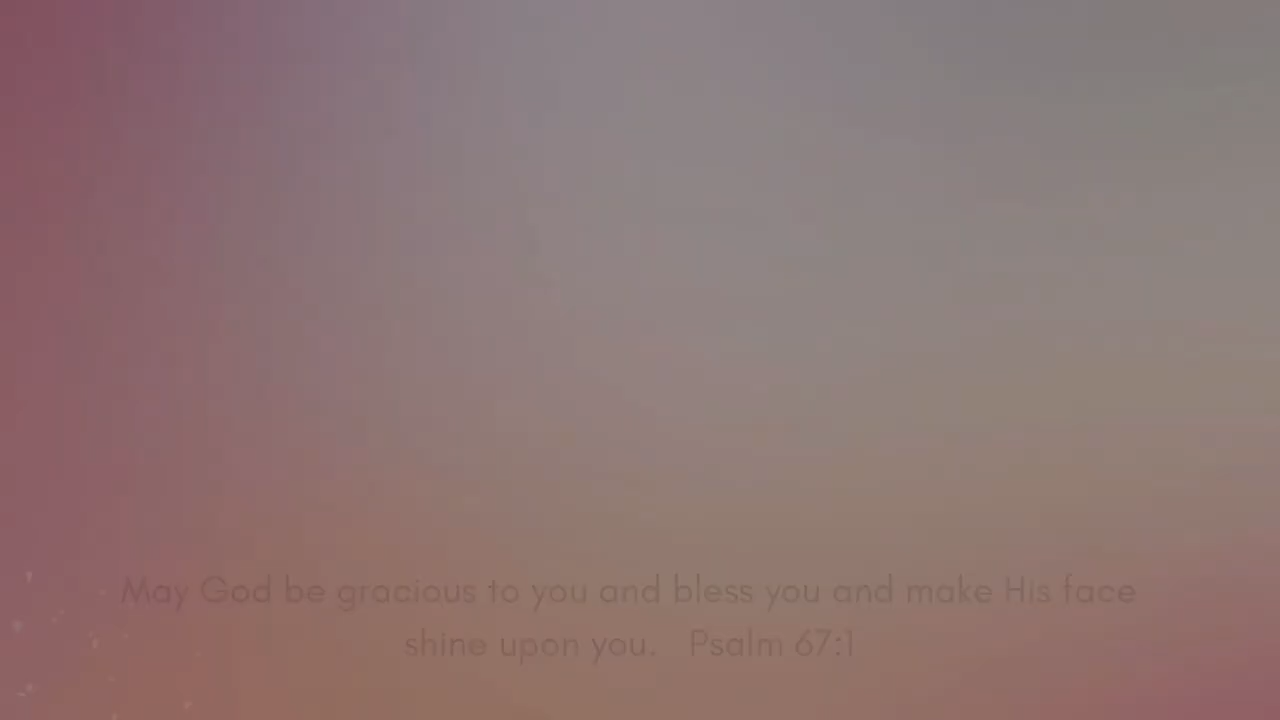 May God be gracious to you and bless you and make His face
shine upon you. Psalm 67:1